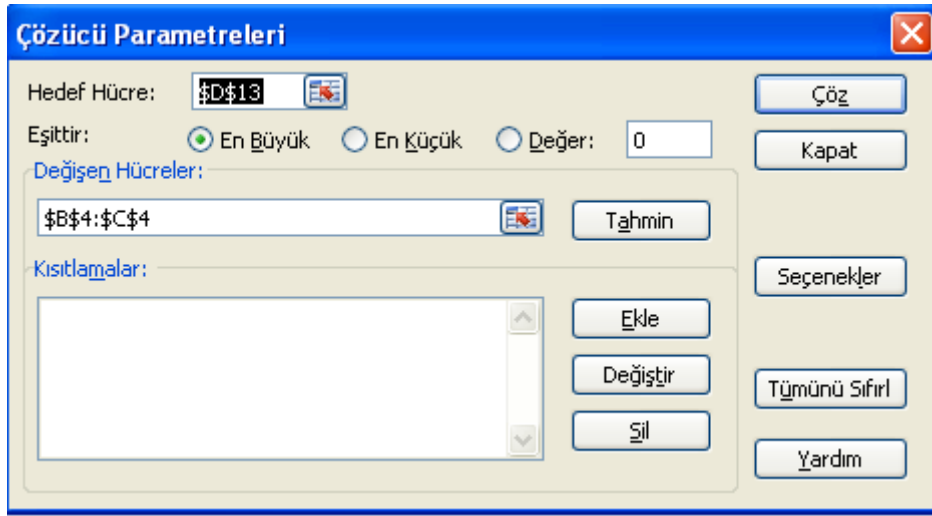 Çözücü Parametreleri
Hedef Hücre: $D$13 Çöz
Eşittir: En Büyük En Küçük Değer: 0 Kapat
Değişen Hücreler:
$B$4:$C$4 Tahmin
Kısıtlamalar: Seçenekler
Ekle
Değiştir Tümünü Sıfırl
Sil
Yardım